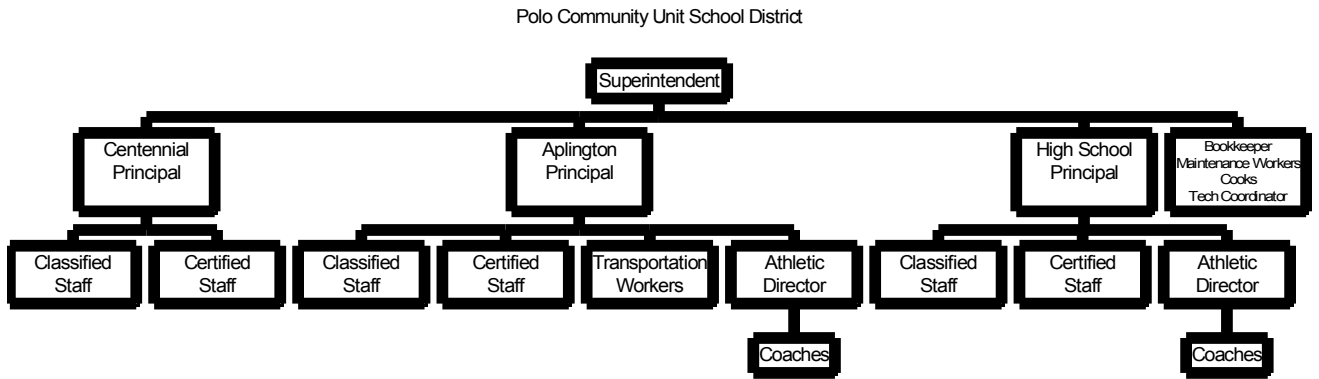 Polo Community Unit School District
Superintendent
Centennial
Principal
Aplington
Principal
High School
Principal
Bookkeeper
Maintenance Workers
Cooks
Tech Coordinator
Classified
Staff
Certified
Staff
Classified
Staff
Certified
Staff
Transportation
Workers
Athletic
Director
Classified
Staff
Certified
Staff
Athletic
Director
Coaches
Coaches